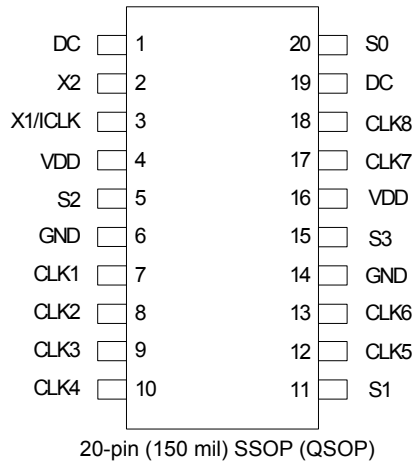 DC 1 20 S0
X2 2 19 DC
X1/ICLK 3 18 CLK8
VDD 4 17 CLK7
S2 5 16 VDD
GND 6 15 S3
CLK1 7 14 GND
CLK2 8 13 CLK6
CLK3 9 12 CLK5
CLK4 10 11 S1
20-pin (150 mil) SSOP (QSOP)